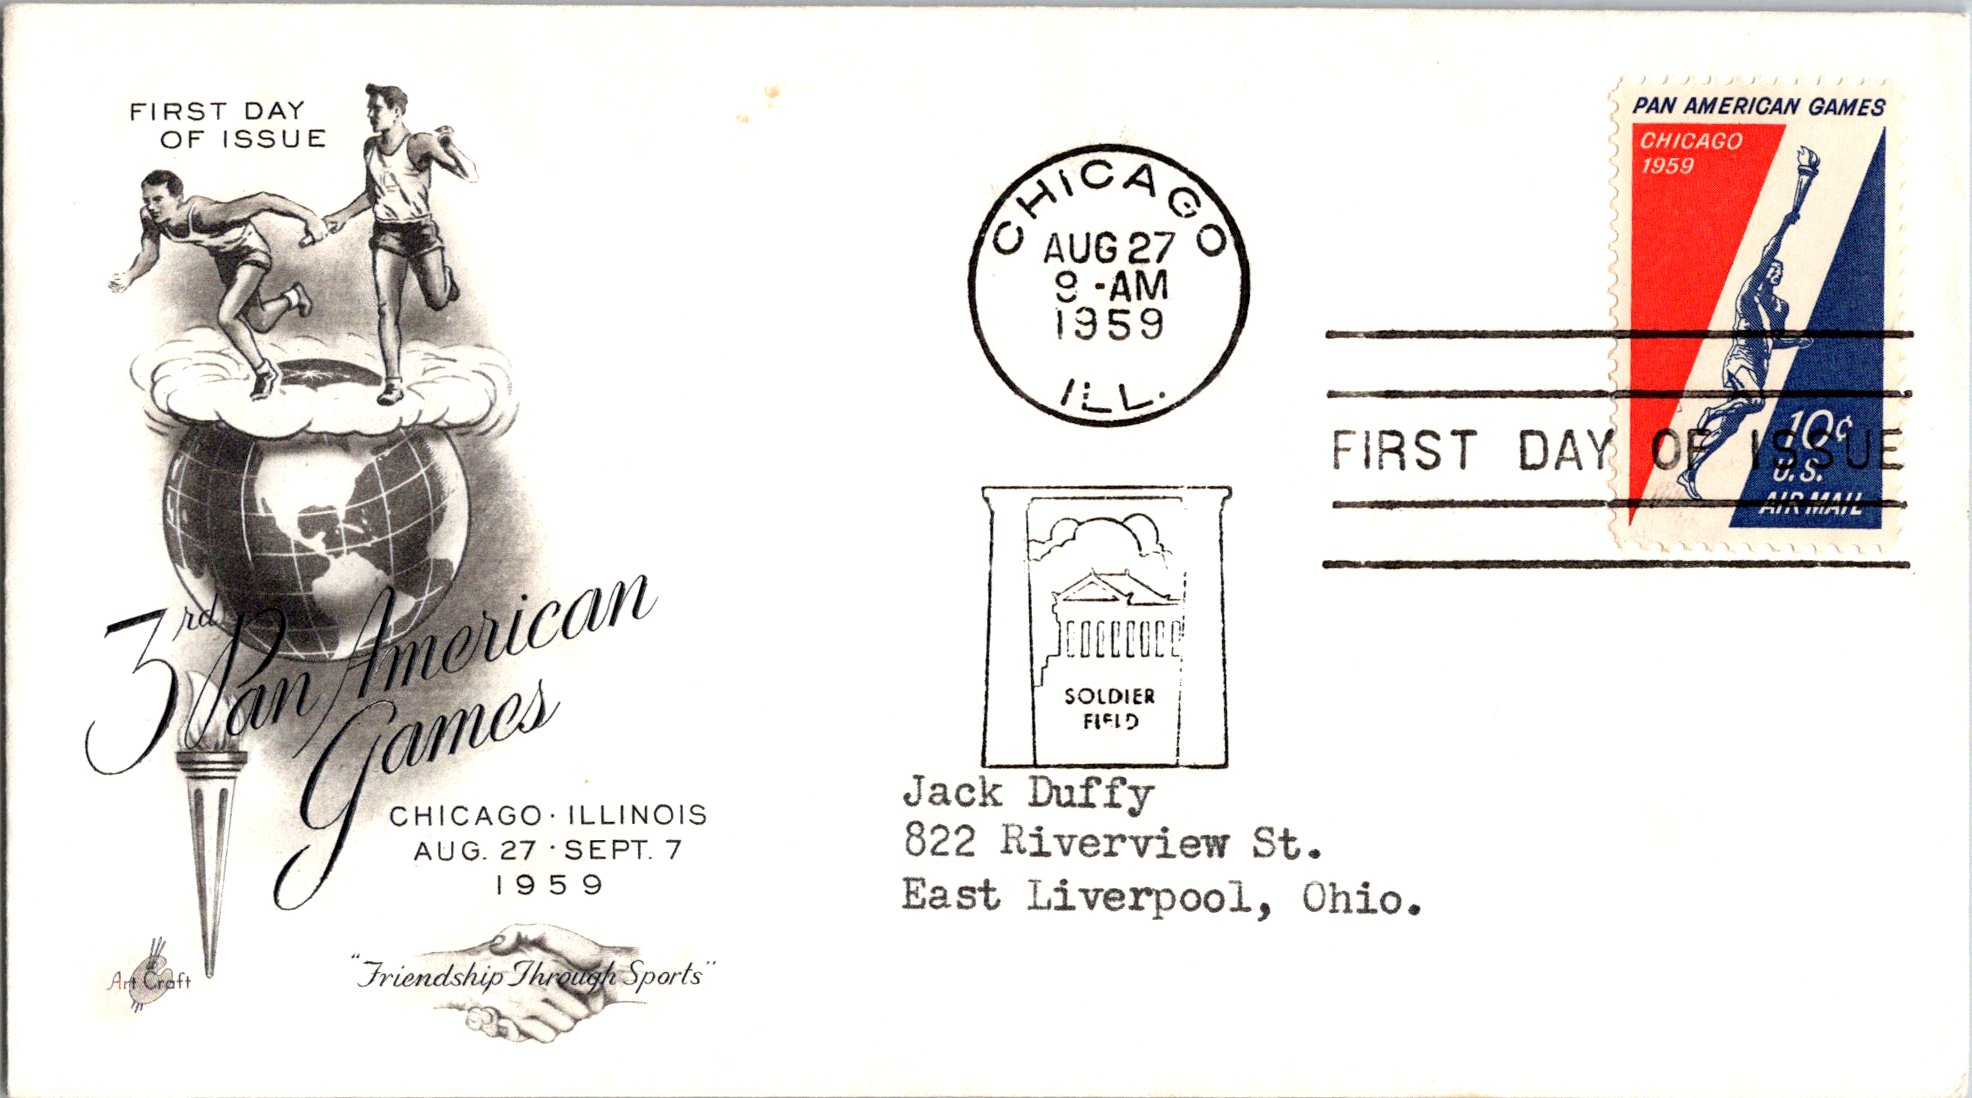 FIRST DAY
OF ISSUE
3rd Pan American
Games
CHICAGO · ILLINOIS
AUG. 27 · SEPT. 7
1959
"Friendship Through Sports"
Art Craft
CHICAGO
AUG 27
9 -AM
1959
ILL.
SOLDIER
FIELD
FIRST DAY OF ISSUE
PAN AMERICAN GAMES
CHICAGO
1959
10¢
U.S.
AIR MAIL
Jack Duffy
822 Riverview St.
East Liverpool, Ohio.